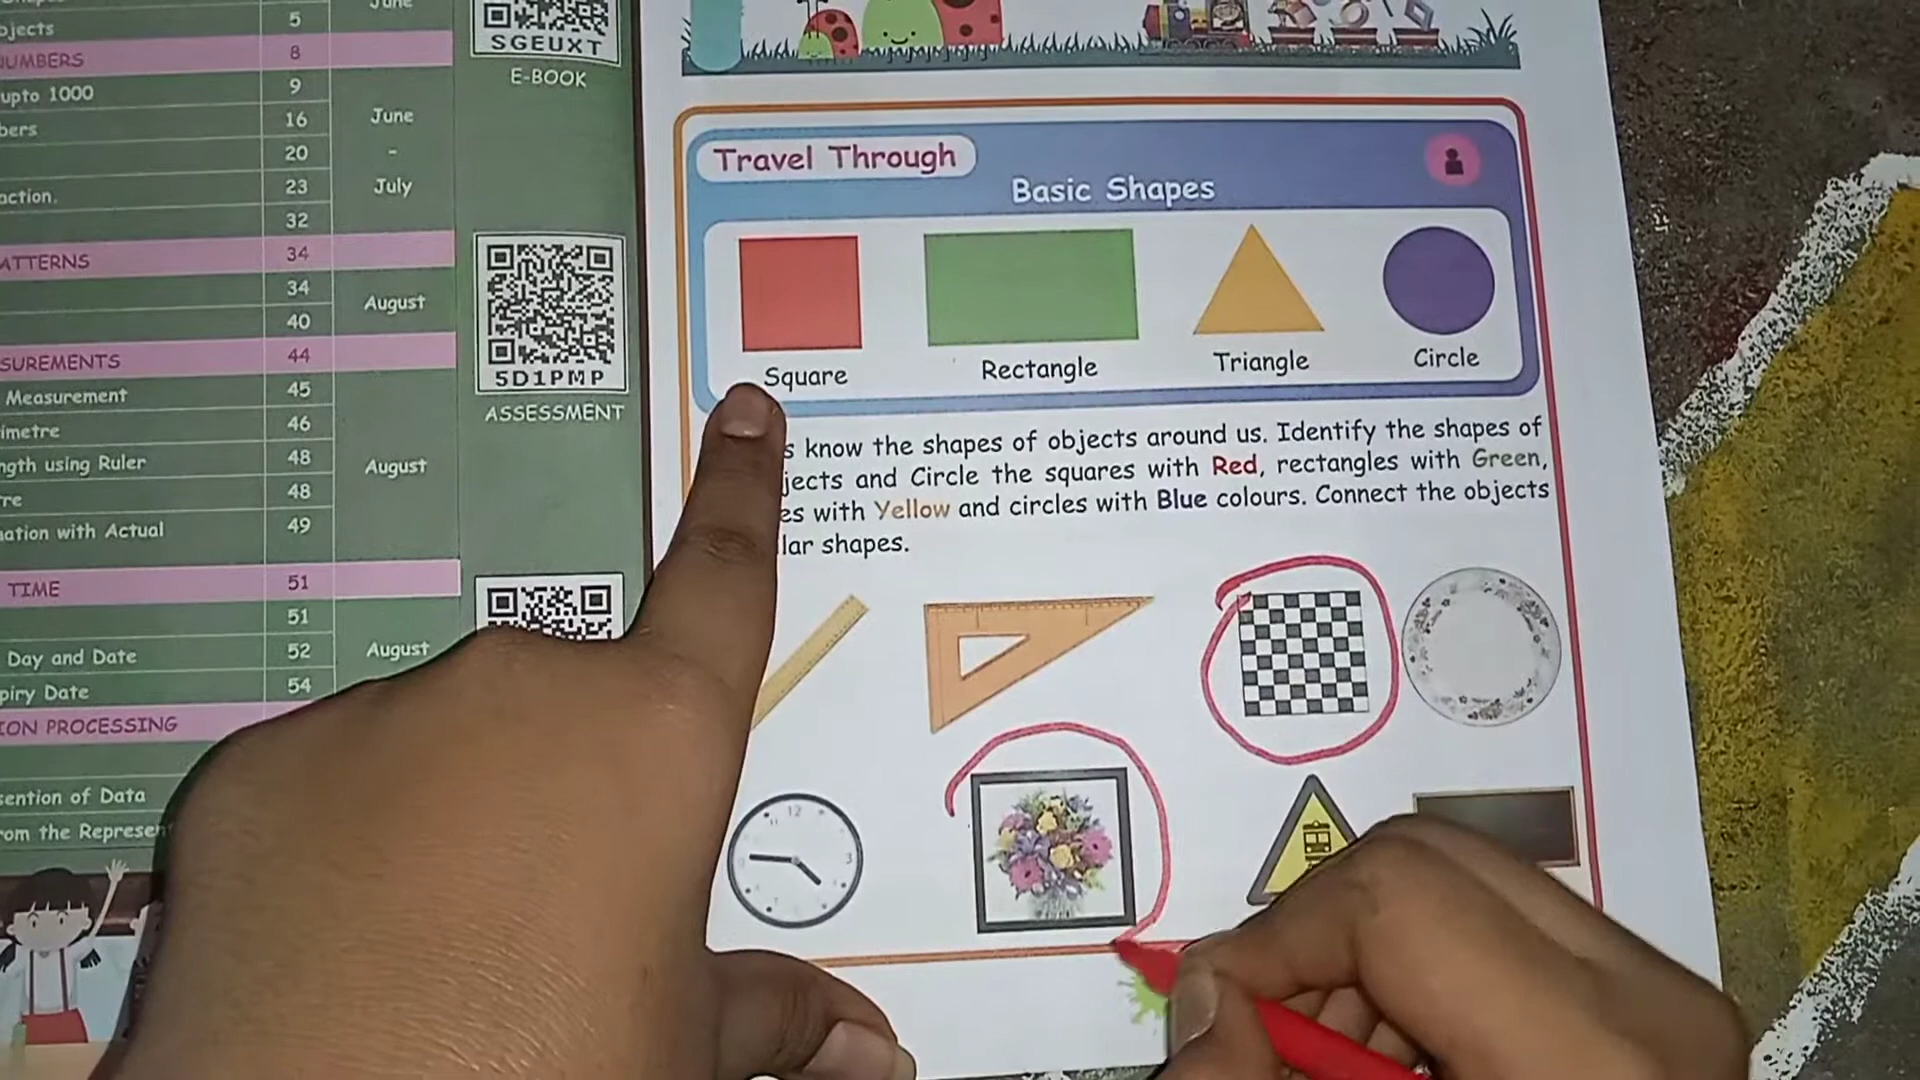 June
bjects 5
UMBERS 8
upto 1000 9
bers 16 June
20 -
action. 23 July
32
ATTERNS 34
34 August
40
SUREMENTS 44
Measurement 45
imetre 46
ngth using Ruler 48 August
re 48
ation with Actual 49
TIME 51
51
Day and Date 52 August
piry Date 54
ION PROCESSING
sention of Data
rom the Represen
SGEUXT
E-BOOK
5D1PMP
ASSESSMENT
Travel Through
Basic Shapes
Square Rectangle Triangle Circle
s know the shapes of objects around us. Identify the shapes of
jects and Circle the squares with Red, rectangles with Green,
es with Yellow and circles with Blue colours. Connect the objects
lar shapes.
12
3